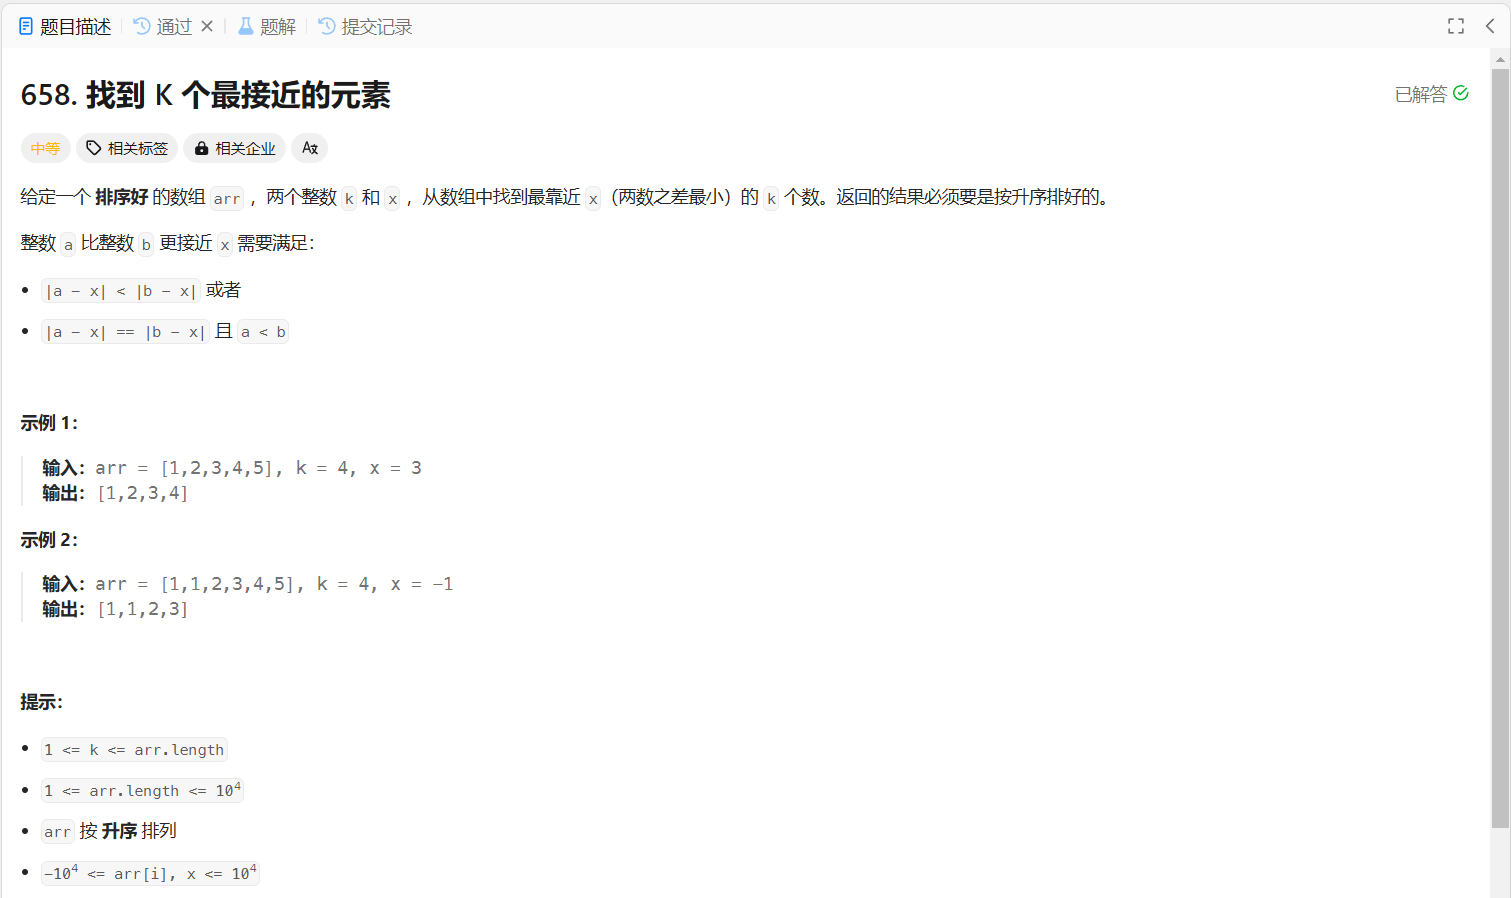 题目描述 通过 题解 提交记录
658. 找到 K 个最接近的元素
已解答
中等 相关标签 相关企业
给定一个 排序好 的数组 arr ，两个整数 k 和 x ，从数组中找到最靠近 x（两数之差最小）的 k 个数。返回的结果必须要是按升序排好的。
整数 a 比整数 b 更接近 x 需要满足：
|a - x| < |b - x| 或者
|a - x| == |b - x| 且 a < b
示例 1：
输入：arr = [1,2,3,4,5], k = 4, x = 3
输出：[1,2,3,4]
示例 2：
输入：arr = [1,1,2,3,4,5], k = 4, x = -1
输出：[1,1,2,3]
提示：
1 <= k <= arr.length
1 <= arr.length <= 10⁴
arr 按 升序 排列
-10⁴ <= arr[i], x <= 10⁴